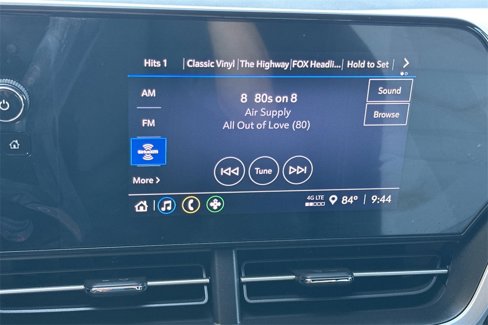 Hits 1 Classic Vinyl The Highway FOX Headli... Hold to Set
AM
8 80s on 8
Sound
Air Supply
FM
All Out of Love (80)
Browse
SiriusXM
Tune
More >
4G LTE
84° 9:44